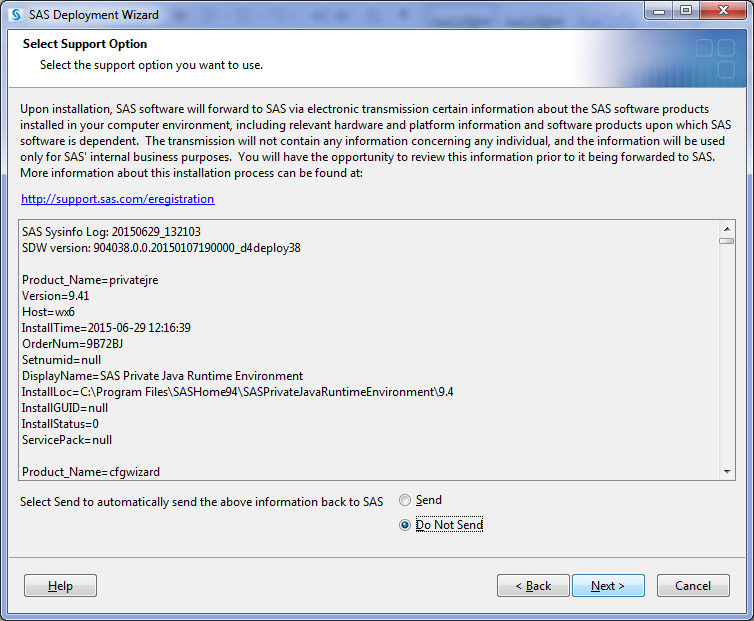 SAS Deployment Wizard
Select Support Option
Select the support option you want to use.
Upon installation, SAS software will forward to SAS via electronic transmission certain information about the SAS software products
installed in your computer environment, including relevant hardware and platform information and software products upon which SAS
software is dependent.  The transmission will not contain any information concerning any individual, and the information will be used
only for SAS' internal business purposes.  You will have the opportunity to review this information prior to it being forwarded to SAS.
More information about this installation process can be found at:
http://support.sas.com/eregistration
SAS Sysinfo Log: 20150629_132103
SDW version: 904038.0.0.20150107190000_d4deploy38
Product_Name=privatejre
Version=9.41
Host=wx6
InstallTime=2015-06-29 12:16:39
OrderNum=9B72BJ
Setnumid=null
DisplayName=SAS Private Java Runtime Environment
InstallLoc=C:\Program Files\SASHome94\SASPrivateJavaRuntimeEnvironment\9.4
InstallGUID=null
InstallStatus=0
ServicePack=null
Product_Name=cfgwizard
Select Send to automatically send the above information back to SAS
Send
Do Not Send
Help
< Back
Next >
Cancel